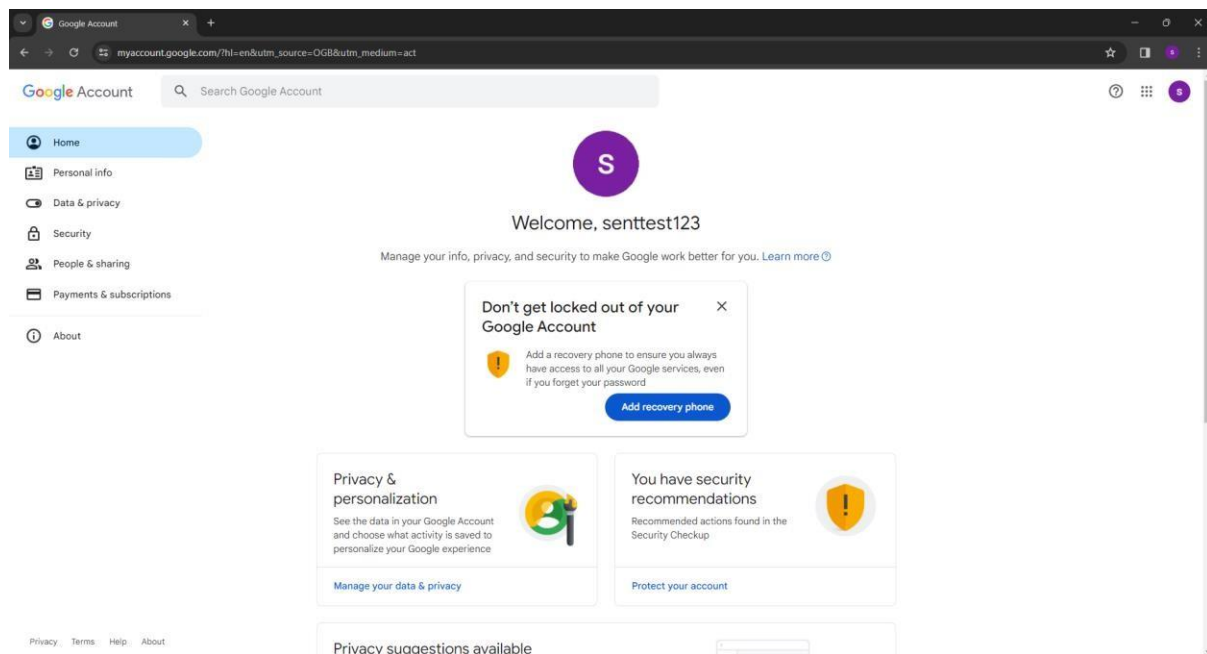 Google Account
myaccount.google.com/?hl=en&utm_source=OGB&utm_medium=act
Google Account
Search Google Account
S
Home
Personal info
Data & privacy
Security
People & sharing
Payments & subscriptions
About
S
Welcome, senttest123
Manage your info, privacy, and security to make Google work better for you. Learn more
Don't get locked out of your
Google Account
Add a recovery phone to ensure you always
have access to all your Google services, even
if you forget your password
Add recovery phone
Privacy &
personalization
See the data in your Google Account
and choose what activity is saved to
personalize your Google experience
Manage your data & privacy
You have security
recommendations
Recommended actions found in the
Security Checkup
Protect your account
Privacy suggestions available
Privacy Terms Help About